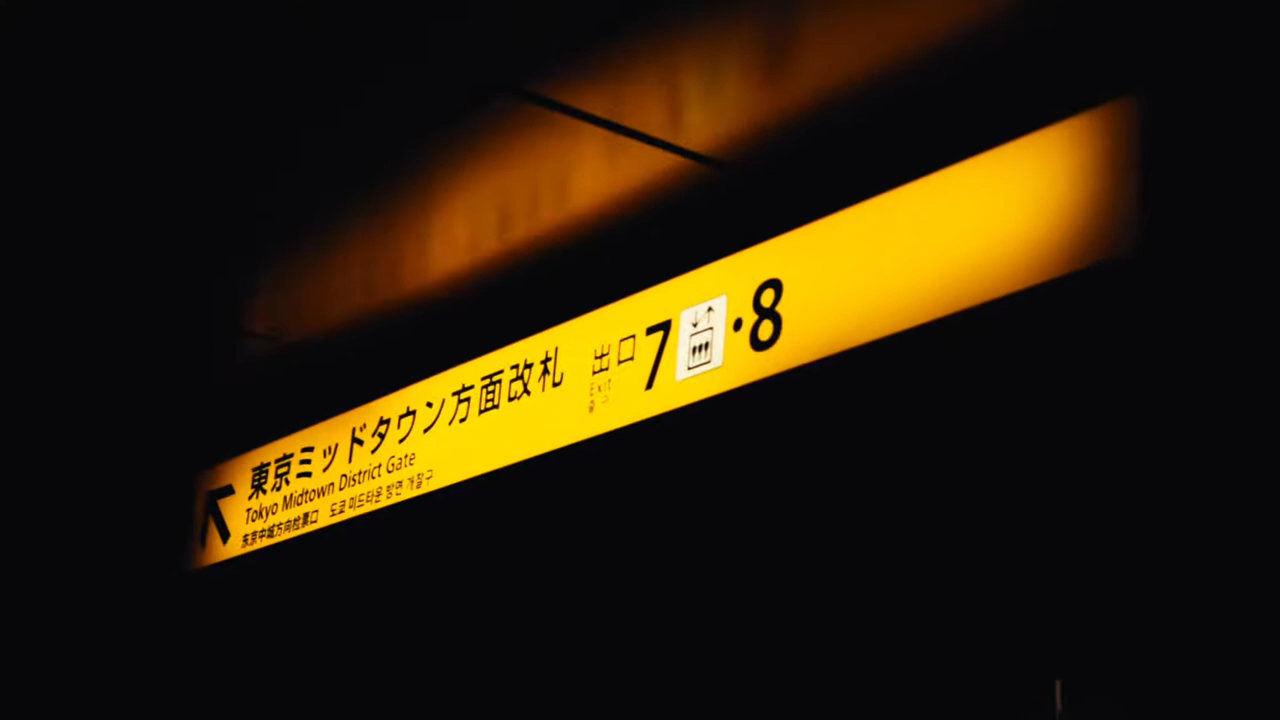 東京ミッドタウン方面改札
Tokyo Midtown District Gate
东京中城方向检票口 도쿄 미드타운 방면 개찰구
出口 7・8
Exit